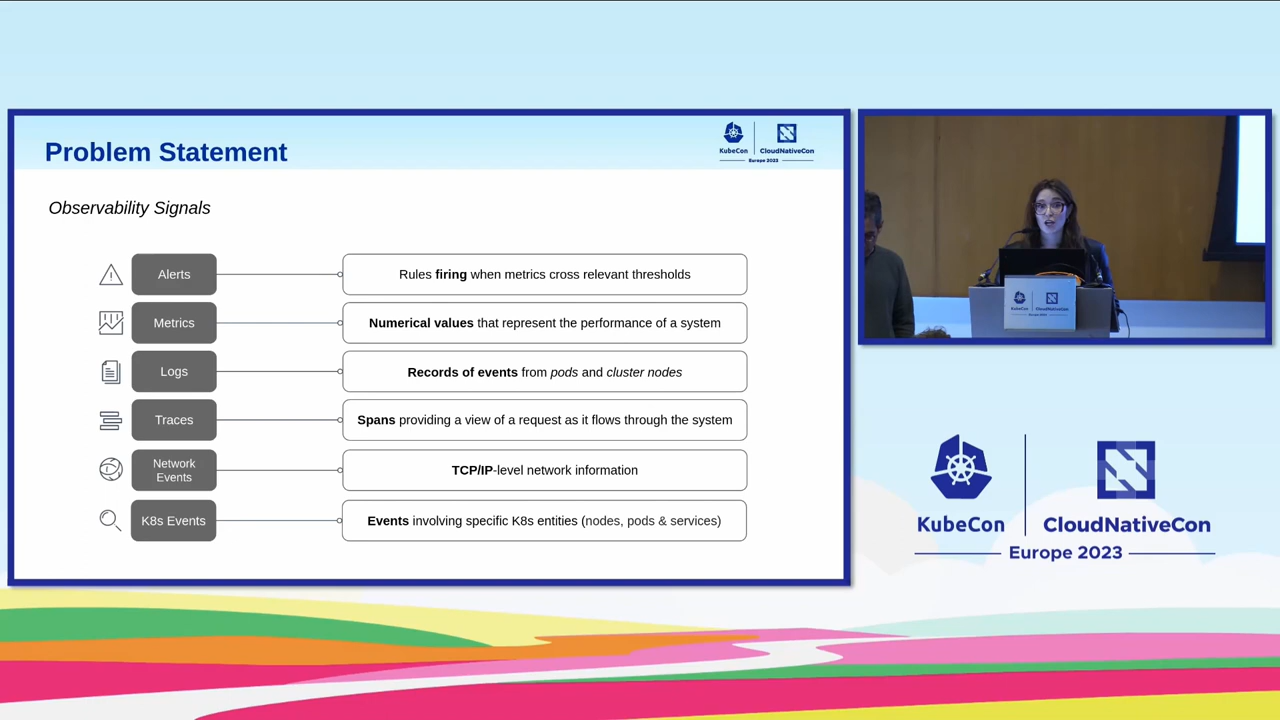 Problem Statement
KubeCon
CloudNativeCon
Europe 2023
Observability Signals
Alerts
Rules firing when metrics cross relevant thresholds
Metrics
Numerical values that represent the performance of a system
Logs
Records of events from pods and cluster nodes
Traces
Spans providing a view of a request as it flows through the system
Network
Events
TCP/IP-level network information
K8s Events
Events involving specific K8s entities (nodes, pods & services)
KubeCon
CloudNativeCon
Europe 2023